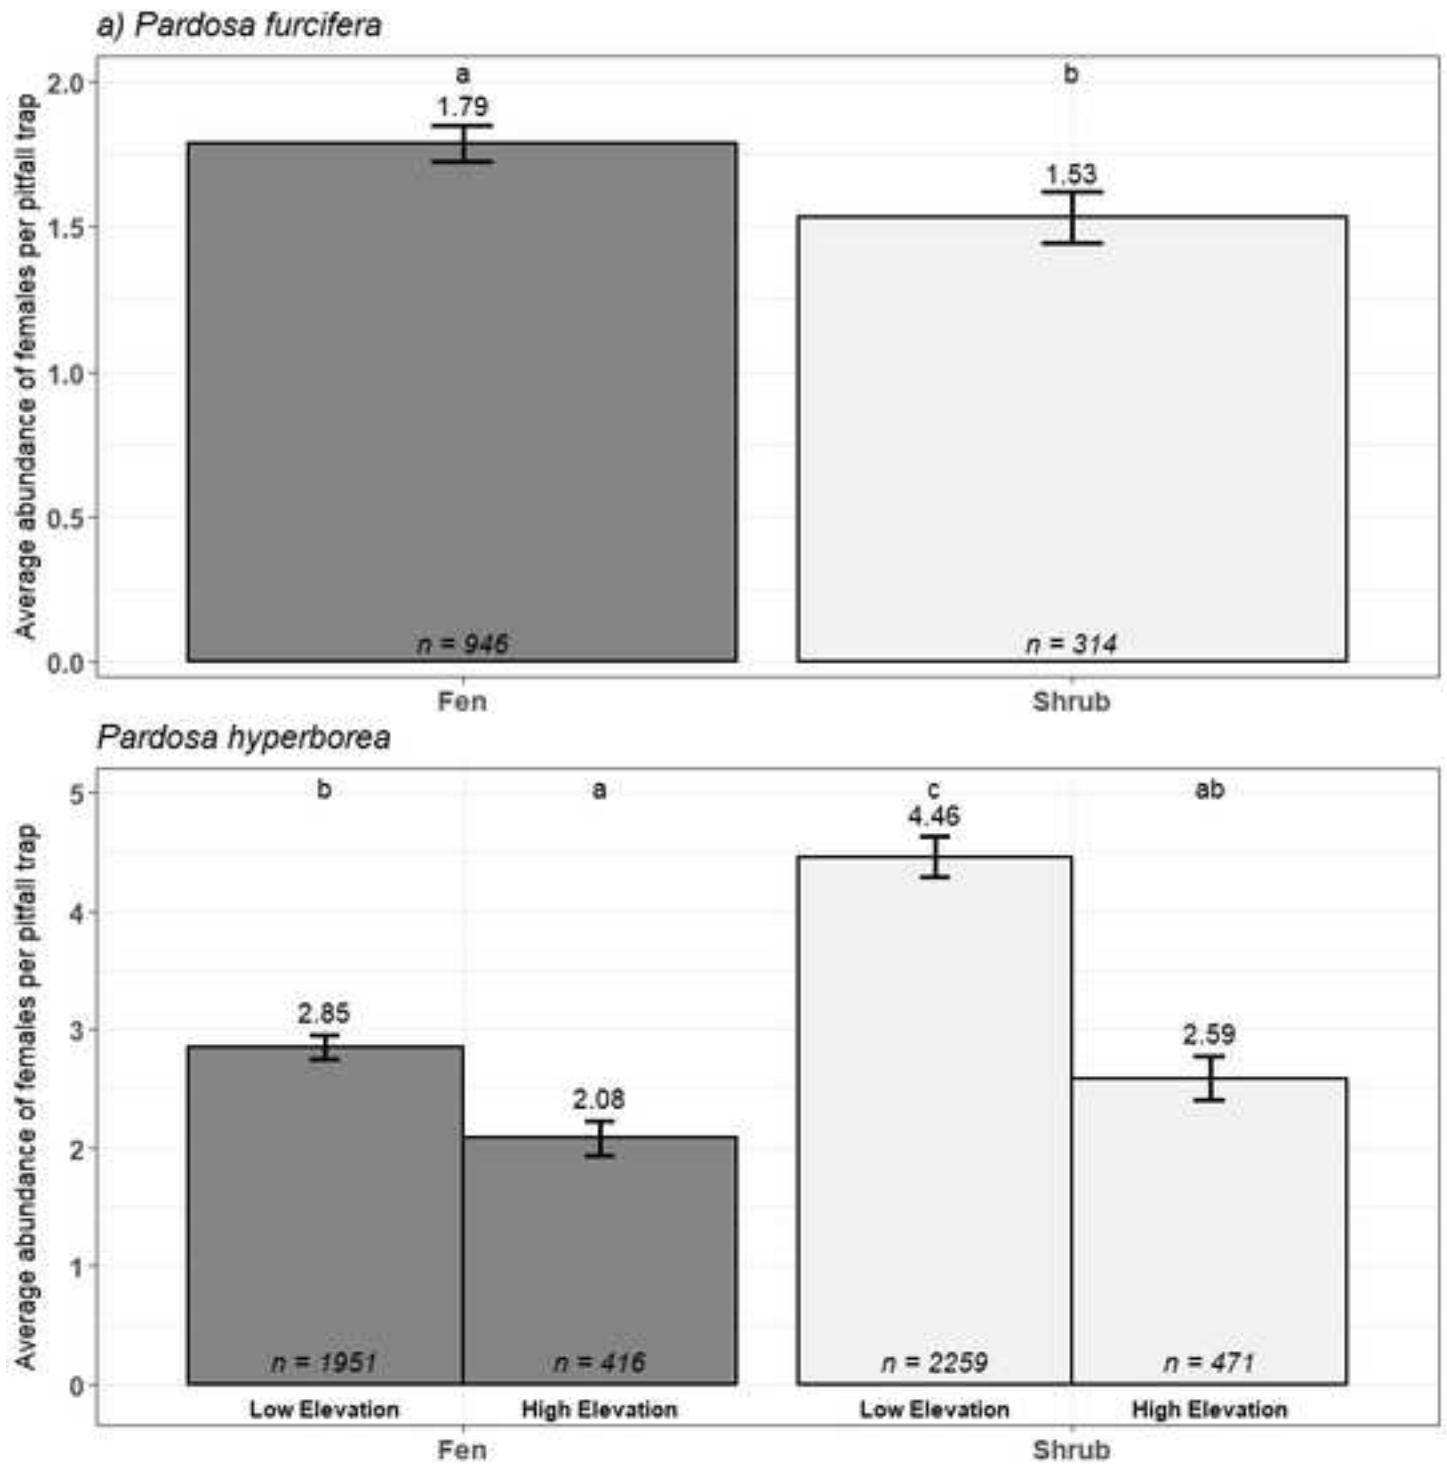 a) Pardosa furcifera
Average abundance of females per pitfall trap
2.0
1.5
1.0
0.5
0.0
a
b
1.79
1.53
n = 946
n = 314
Fen
Shrub
Pardosa hyperborea
Average abundance of females per pitfall trap
5
4
3
2
1
0
b
a
c
ab
2.85
2.08
4.46
2.59
n = 1951
n = 416
n = 2259
n = 471
Low Elevation
High Elevation
Low Elevation
High Elevation
Fen
Shrub